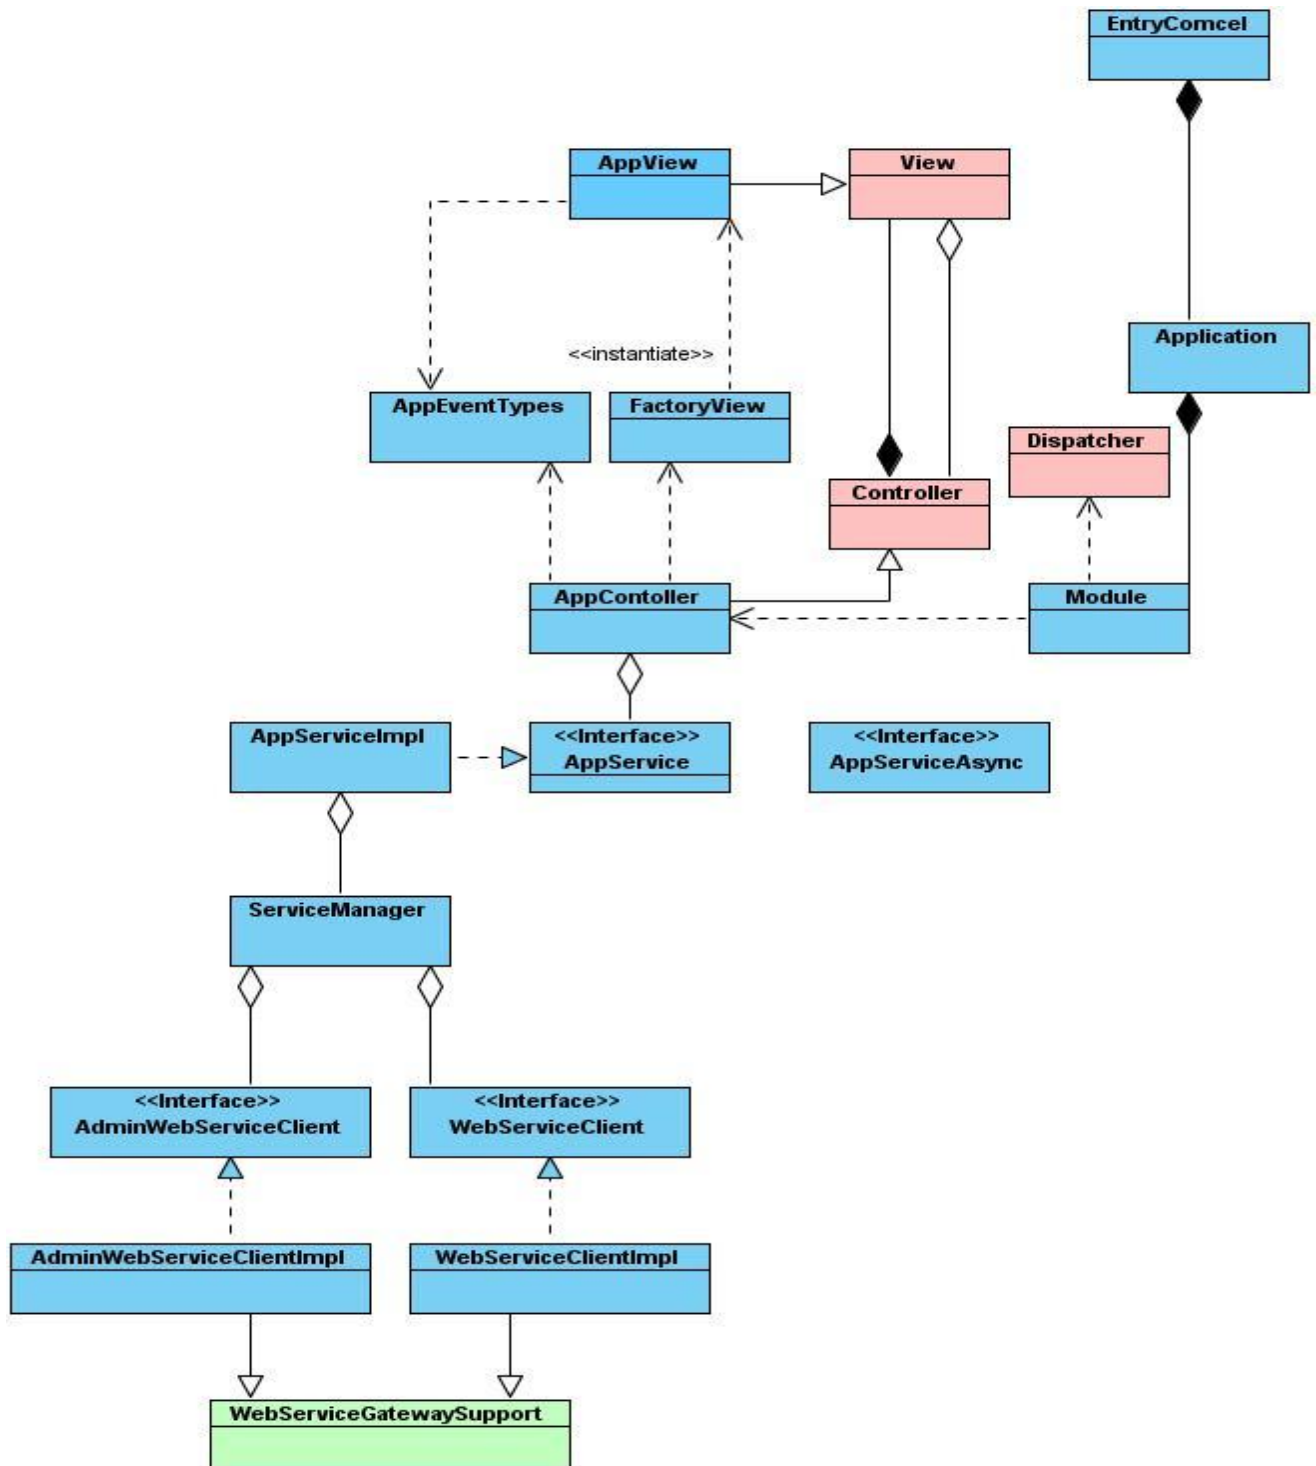 EntryComcel
AppView
View
Application
<<instantiate>>
AppEventTypes
FactoryView
Dispatcher
Controller
AppContoller
Module
AppServiceImpl
<<Interface>>
AppService
<<Interface>>
AppServiceAsync
ServiceManager
<<Interface>>
AdminWebServiceClient
<<Interface>>
WebServiceClient
AdminWebServiceClientImpl
WebServiceClientImpl
WebServiceGatewaySupport